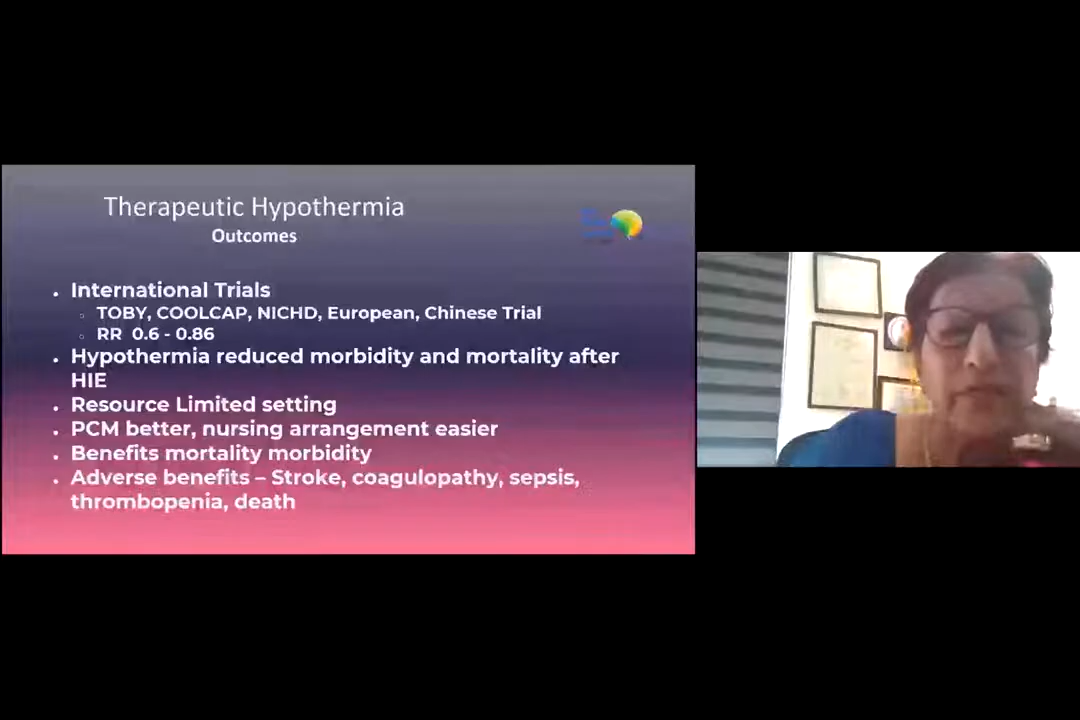 Therapeutic Hypothermia
Outcomes
• International Trials
○ TOBY, COOLCAP, NICHD, European, Chinese Trial
○ RR 0.6 - 0.86
• Hypothermia reduced morbidity and mortality after
HIE
• Resource Limited setting
• PCM better, nursing arrangement easier
• Benefits mortality morbidity
• Adverse benefits – Stroke, coagulopathy, sepsis,
thrombopenia, death